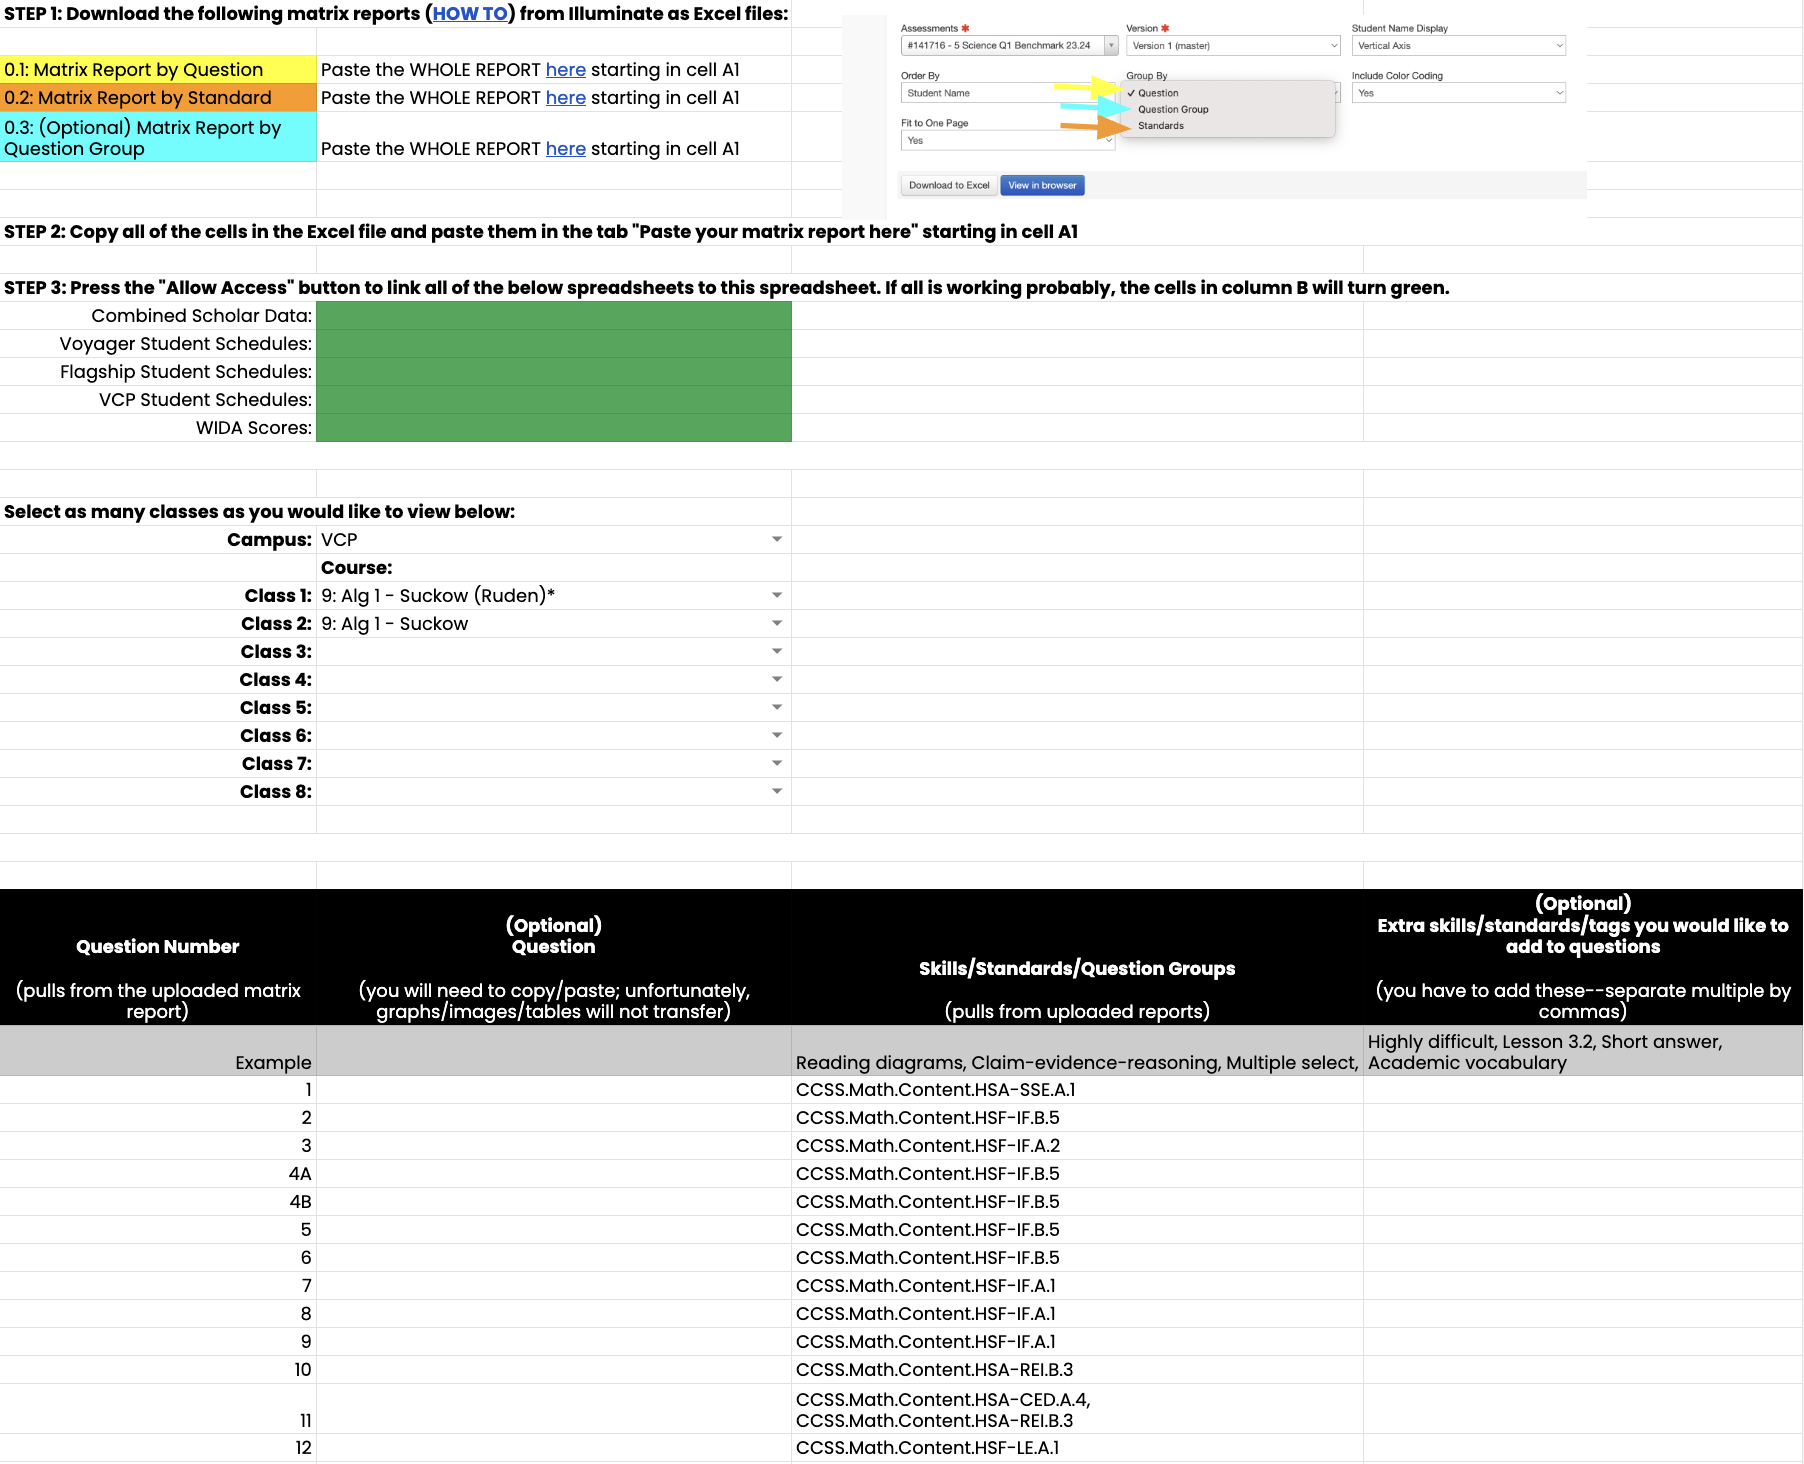 STEP 1: Download the following matrix reports (HOW TO) from Illuminate as Excel files:
0.1: Matrix Report by Question
Paste the WHOLE REPORT here starting in cell A1
0.2: Matrix Report by Standard
Paste the WHOLE REPORT here starting in cell A1
0.3: (Optional) Matrix Report by
Question Group
Paste the WHOLE REPORT here starting in cell A1
Assessments *
Version *
Student Name Display
#141716 - 5 Science Q1 Benchmark 23.24
Version 1 (master)
Vertical Axis
Order By
Group By
Include Color Coding
Student Name
✓ Question
Yes
Question Group
Standards
Fit to One Page
Yes
Download to Excel
View in browser
STEP 2: Copy all of the cells in the Excel file and paste them in the tab "Paste your matrix report here" starting in cell A1
STEP 3: Press the "Allow Access" button to link all of the below spreadsheets to this spreadsheet. If all is working probably, the cells in column B will turn green.
Combined Scholar Data:
Voyager Student Schedules:
Flagship Student Schedules:
VCP Student Schedules:
WIDA Scores:
Select as many classes as you would like to view below:
Campus: VCP
Course:
Class 1: 9: Alg 1 - Suckow (Ruden)*
Class 2: 9: Alg 1 - Suckow
Class 3:
Class 4:
Class 5:
Class 6:
Class 7:
Class 8:
Question Number
(pulls from the uploaded matrix
report)
(Optional)
Question
(you will need to copy/paste; unfortunately,
graphs/images/tables will not transfer)
Skills/Standards/Question Groups
(pulls from uploaded reports)
(Optional)
Extra skills/standards/tags you would like to
add to questions
(you have to add these--separate multiple by
commas)
Example
Reading diagrams, Claim-evidence-reasoning, Multiple select,
Highly difficult, Lesson 3.2, Short answer,
Academic vocabulary
1 CCSS.Math.Content.HSA-SSE.A.1
2 CCSS.Math.Content.HSF-IF.B.5
3 CCSS.Math.Content.HSF-IF.A.2
4A CCSS.Math.Content.HSF-IF.B.5
4B CCSS.Math.Content.HSF-IF.B.5
5 CCSS.Math.Content.HSF-IF.B.5
6 CCSS.Math.Content.HSF-IF.B.5
7 CCSS.Math.Content.HSF-IF.A.1
8 CCSS.Math.Content.HSF-IF.A.1
9 CCSS.Math.Content.HSF-IF.A.1
10 CCSS.Math.Content.HSA-REI.B.3
11 CCSS.Math.Content.HSA-CED.A.4,
CCSS.Math.Content.HSA-REI.B.3
12 CCSS.Math.Content.HSF-LE.A.1